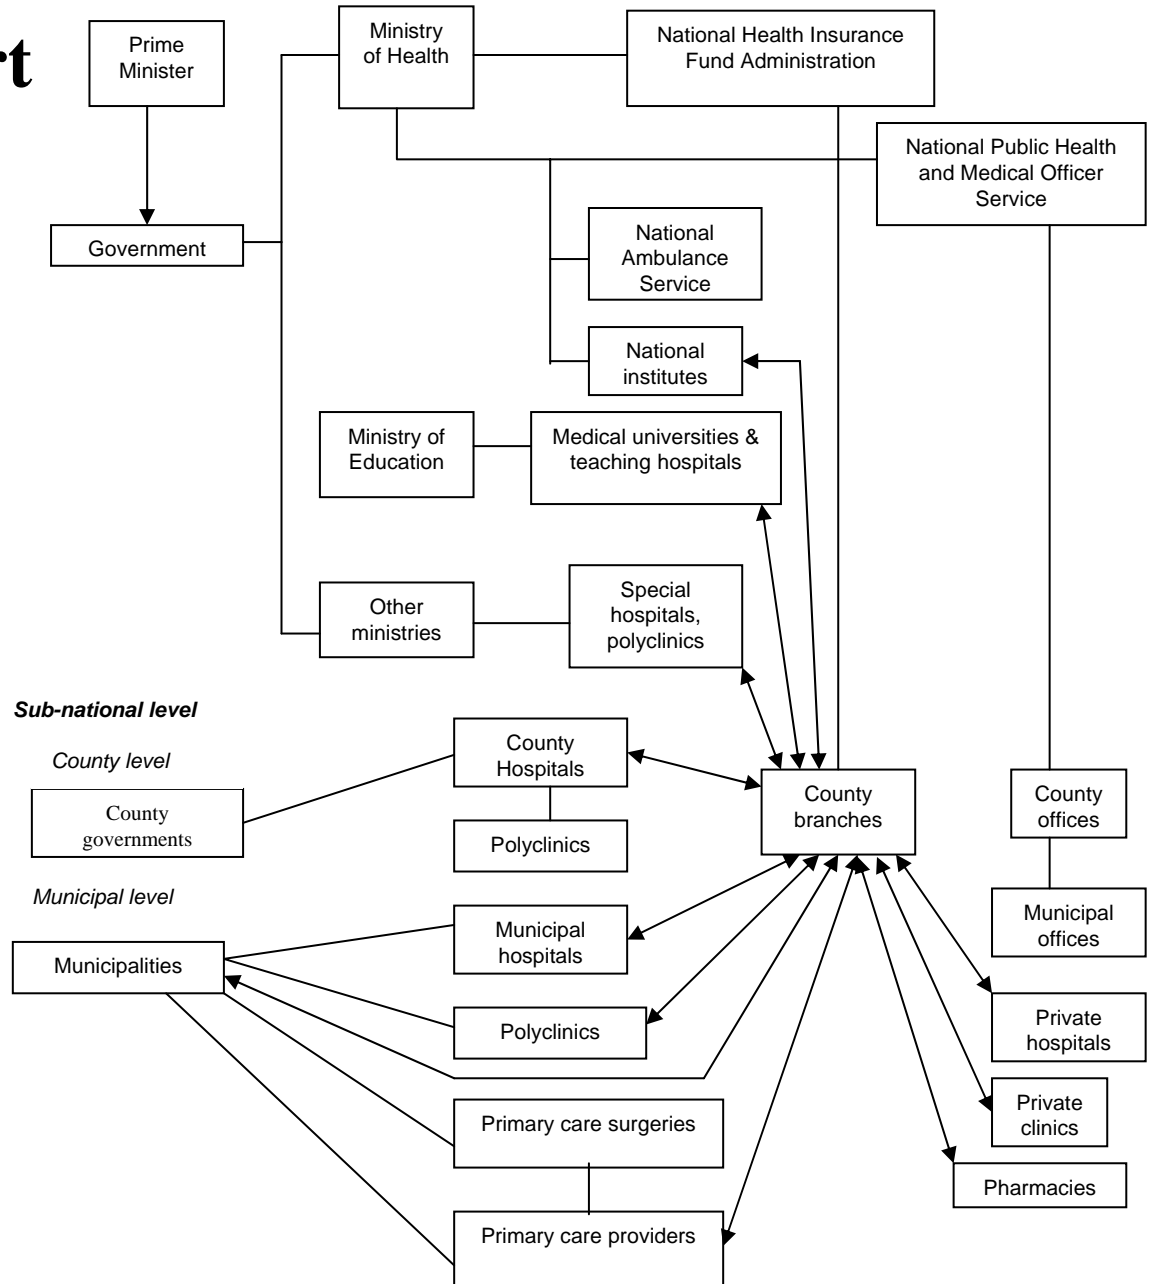 rt
Prime
Minister
Ministry
of Health
National Health Insurance
Fund Administration
National Public Health
and Medical Officer
Service
Government
National
Ambulance
Service
National
institutes
Ministry of
Education
Medical universities &
teaching hospitals
Other
ministries
Special
hospitals,
polyclinics
Sub-national level
County level
County
governments
County
Hospitals
Polyclinics
County
branches
County
offices
Municipal level
Municipalities
Municipal
hospitals
Polyclinics
Municipal
offices
Private
hospitals
Primary care surgeries
Private
clinics
Pharmacies
Primary care providers